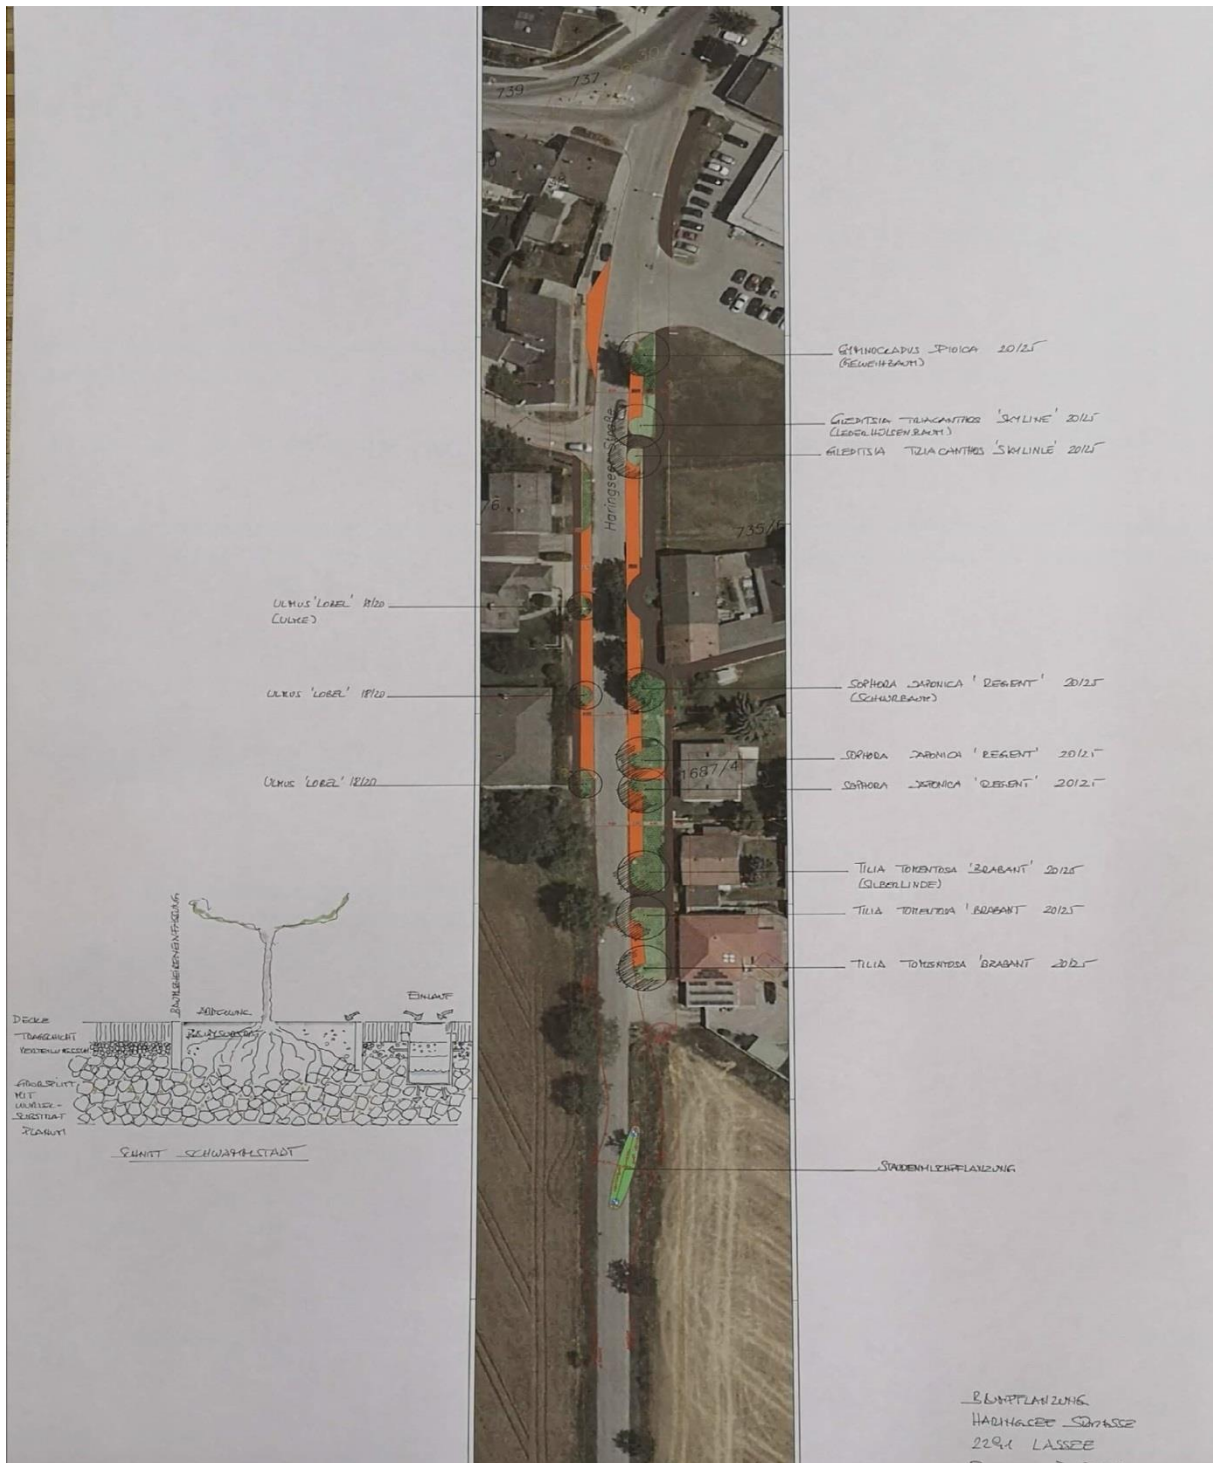 739
737
GYMNOCLADUS DIOICA 20/25
(GEWEIHBAUM)
Haringseer Straße
GLEDITSIA TRIACANTHOS 'SKYLINE' 20/25
(LEDERHÜLSENBAUM)
GLEDITSIA TRIACANTHOS 'SKYLINLE' 20/25
735/6
ULMUS 'LOBEL' 18/20
(ULME)
ULMUS 'LOBEL' 18/20
ULMUS 'LOBEL' 18/20
SOPHORA JAPONICA 'REGENT' 20/25
(SCHNURBAUM)
SOPHORA JAPONICA 'REGENT' 20/25
1687/4
SOPHORA JAPONICA 'REGENT' 20/25
TILIA TOMENTOSA 'BRABANT' 20/25
(SILBERLINDE)
TILIA TOMENTOSA 'BRABANT 20/25
TILIA TOMENTOSA 'BRABANT' 20/25
BAUMSCHEIBENEINFASSUNG
EINLAUF
DECKE
TRAGSCHICHT
GROBSPLITT
MIT
WURZEL-
SUBSTRAT
PLANUM
SCHNITT SCHWAMMSTADT
STAUDENMISCHPFLANZUNG
BAUMPFLANZUNG
HARINGSEE STRASSE
2291 LASSEE